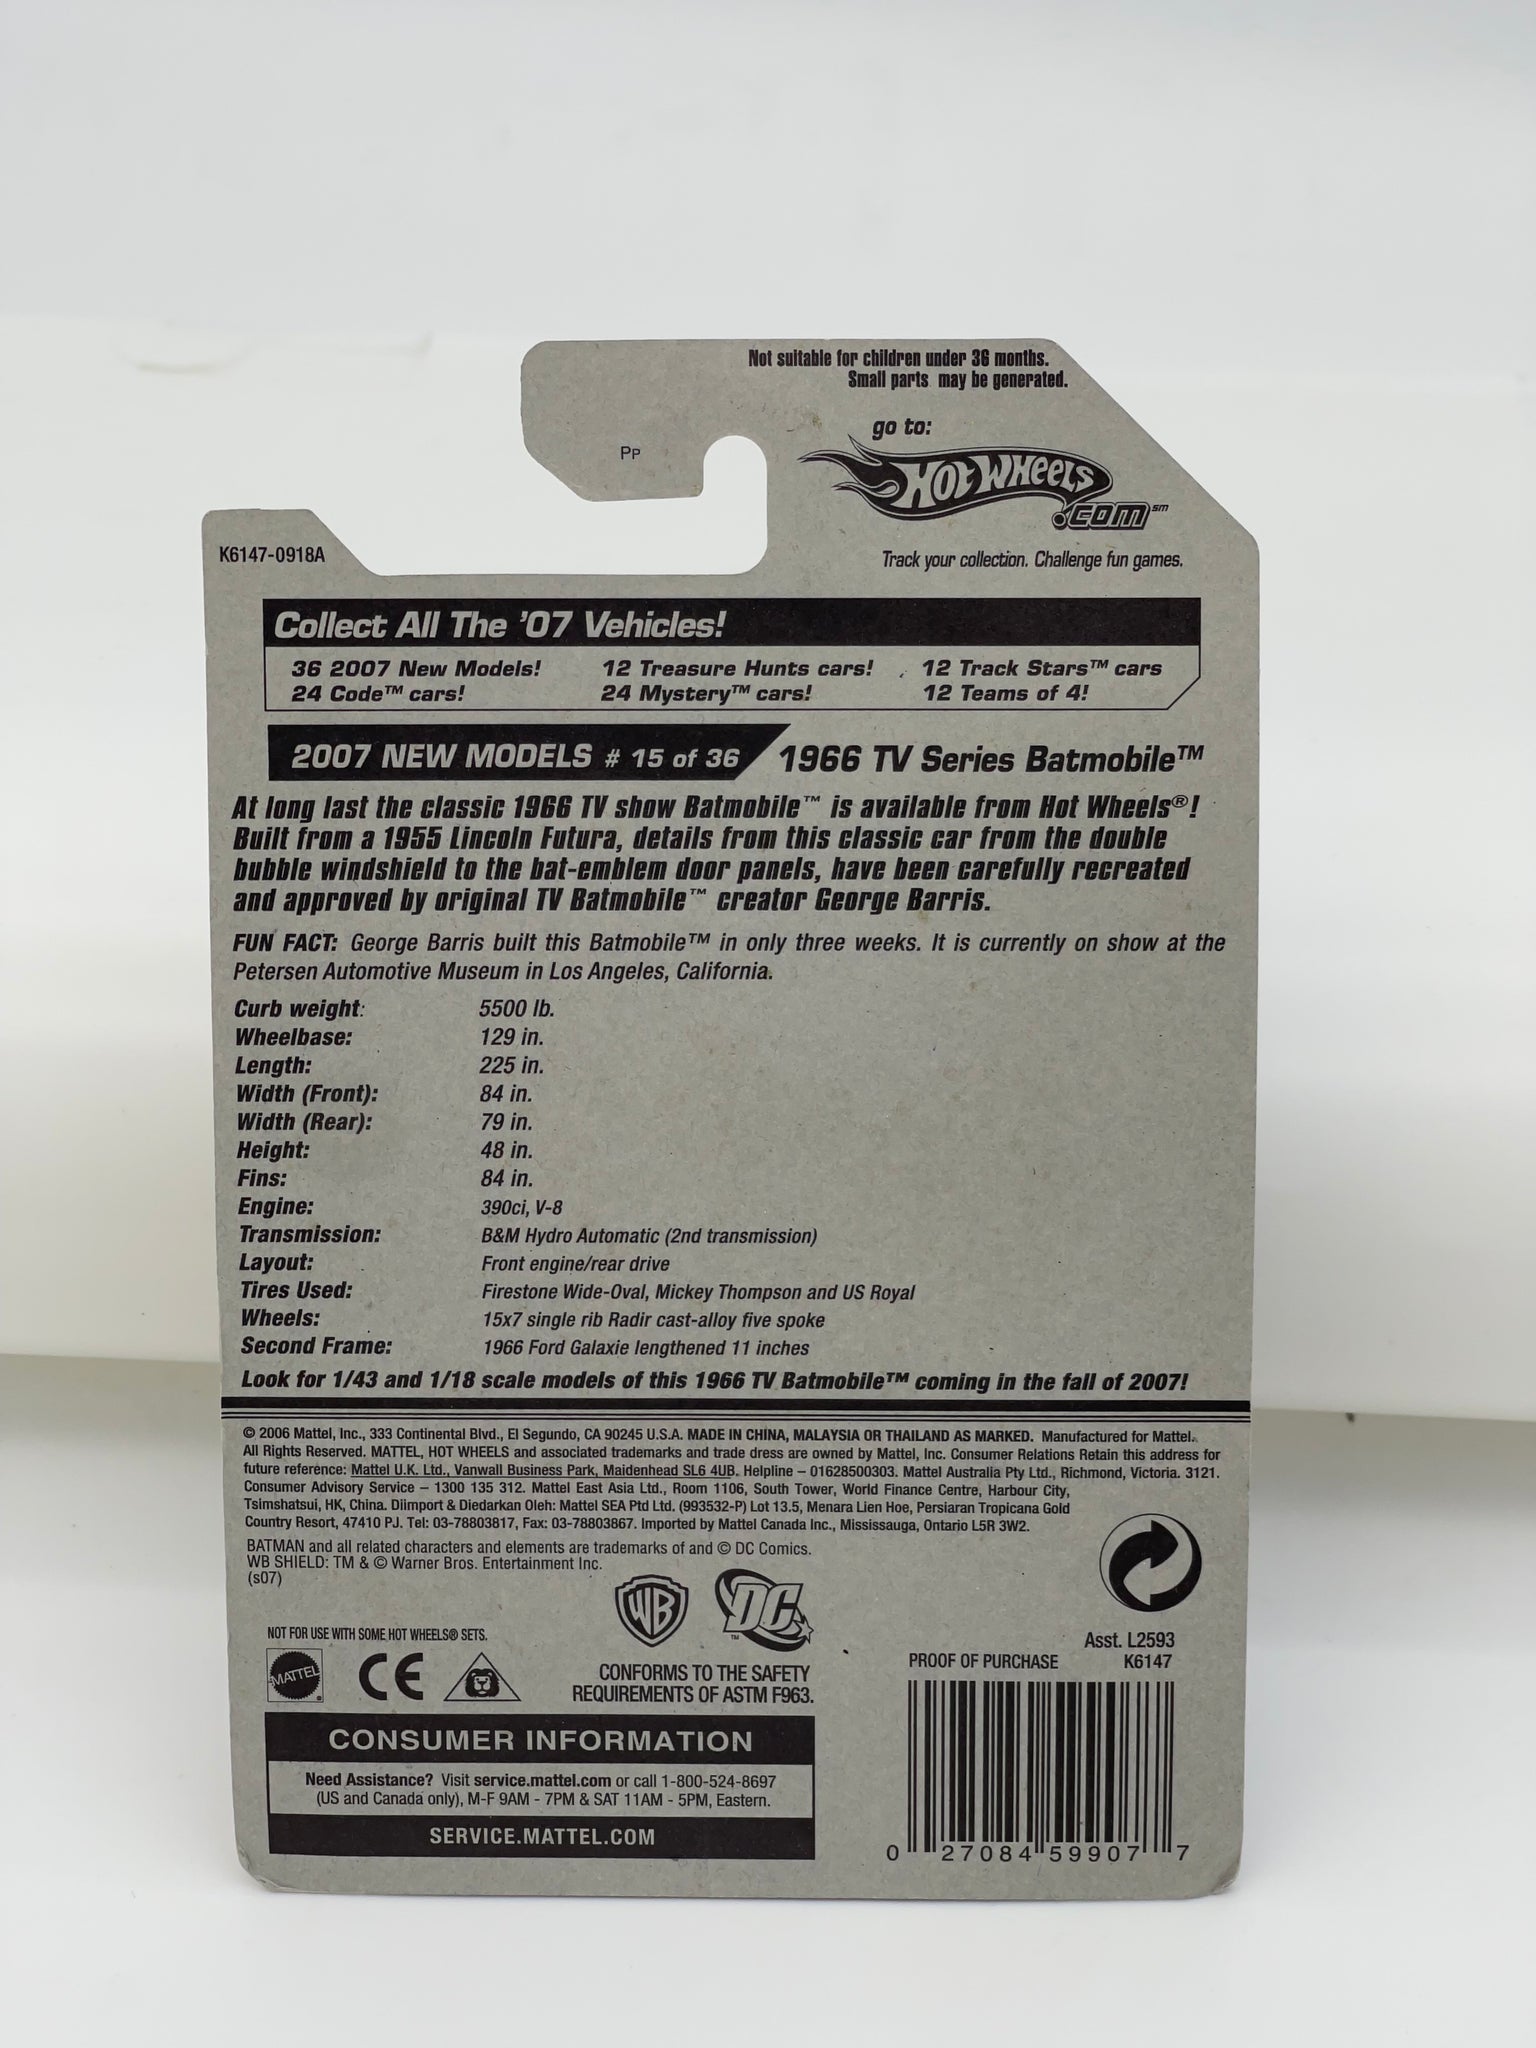 Not suitable for children under 36 months.
Small parts may be generated.
go to:
Hot Wheels
.com℠
Pp
K6147-0918A
Track your collection. Challenge fun games.
Collect All The '07 Vehicles!
36 2007 New Models! 12 Treasure Hunts cars! 12 Track Stars™ cars
24 Code™ cars! 24 Mystery™ cars! 12 Teams of 4!
2007 NEW MODELS # 15 of 36 1966 TV Series Batmobile™
At long last the classic 1966 TV show Batmobile™ is available from Hot Wheels®!
Built from a 1955 Lincoln Futura, details from this classic car from the double
bubble windshield to the bat-emblem door panels, have been carefully recreated
and approved by original TV Batmobile™ creator George Barris.
FUN FACT: George Barris built this Batmobile™ in only three weeks. It is currently on show at the
Petersen Automotive Museum in Los Angeles, California.
Curb weight: 5500 lb.
Wheelbase: 129 in.
Length: 225 in.
Width (Front): 84 in.
Width (Rear): 79 in.
Height: 48 in.
Fins: 84 in.
Engine: 390ci, V-8
Transmission: B&M Hydro Automatic (2nd transmission)
Layout: Front engine/rear drive
Tires Used: Firestone Wide-Oval, Mickey Thompson and US Royal
Wheels: 15x7 single rib Radir cast-alloy five spoke
Second Frame: 1966 Ford Galaxie lengthened 11 inches
Look for 1/43 and 1/18 scale models of this 1966 TV Batmobile™ coming in the fall of 2007!
© 2006 Mattel, Inc., 333 Continental Blvd., El Segundo, CA 90245 U.S.A. MADE IN CHINA, MALAYSIA OR THAILAND AS MARKED. Manufactured for Mattel.
All Rights Reserved. MATTEL, HOT WHEELS and associated trademarks and trade dress are owned by Mattel, Inc. Consumer Relations Retain this address for
future reference: Mattel U.K. Ltd., Vanwall Business Park, Maidenhead SL6 4UB. Helpline – 01628500303. Mattel Australia Pty Ltd., Richmond, Victoria. 3121.
Consumer Advisory Service – 1300 135 312. Mattel East Asia Ltd., Room 1106, South Tower, World Finance Centre, Harbour City,
Tsimshatsui, HK, China. Diimport & Diedarkan Oleh: Mattel SEA Ptd Ltd. (993532-P) Lot 13.5, Menara Lien Hoe, Persiaran Tropicana Gold
Country Resort, 47410 PJ. Tel: 03-78803817, Fax: 03-78803867. Imported by Mattel Canada Inc., Mississauga, Ontario L5R 3W2.
BATMAN and all related characters and elements are trademarks of and © DC Comics.
WB SHIELD: TM & © Warner Bros. Entertainment Inc.
(s07)
WB DC™
NOT FOR USE WITH SOME HOT WHEELS® SETS.
MATTEL® CE
CONFORMS TO THE SAFETY
REQUIREMENTS OF ASTM F963.
Asst. L2593
PROOF OF PURCHASE K6147
CONSUMER INFORMATION
Need Assistance? Visit service.mattel.com or call 1-800-524-8697
(US and Canada only), M-F 9AM - 7PM & SAT 11AM - 5PM, Eastern.
SERVICE.MATTEL.COM
0 27084 59907 7